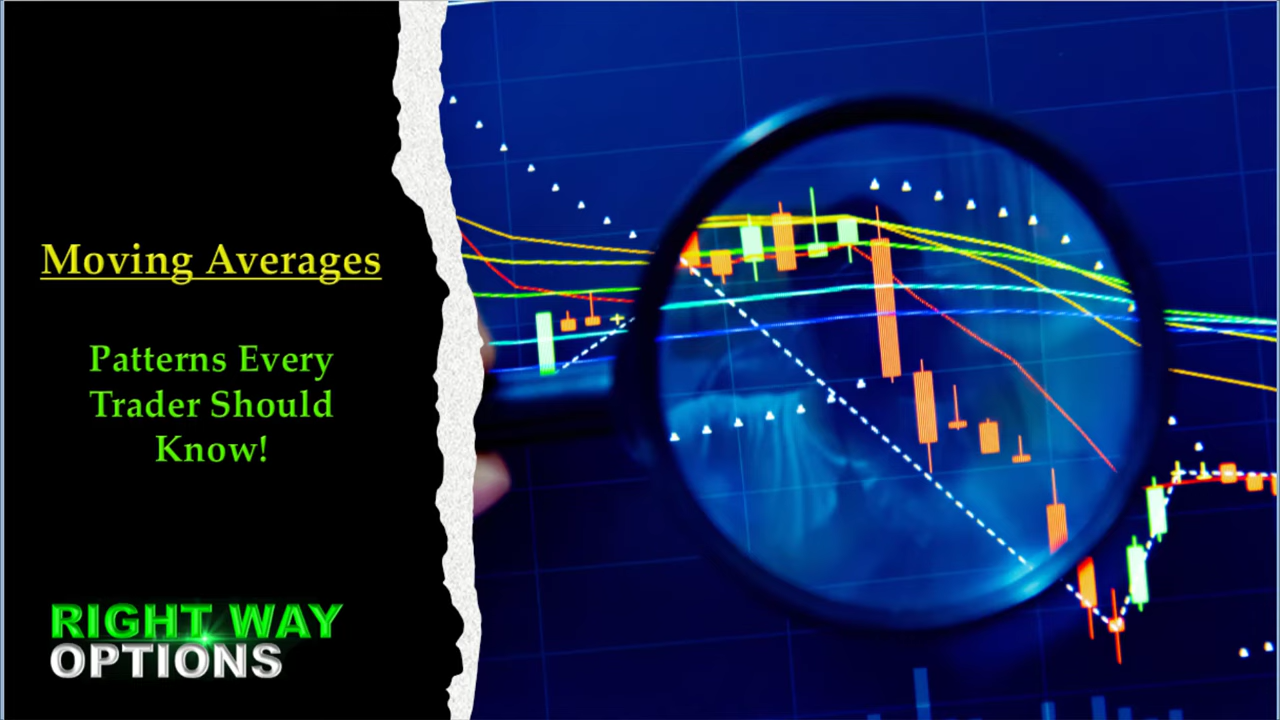 Moving Averages
Patterns Every
Trader Should
Know!
RIGHT WAY
OPTIONS